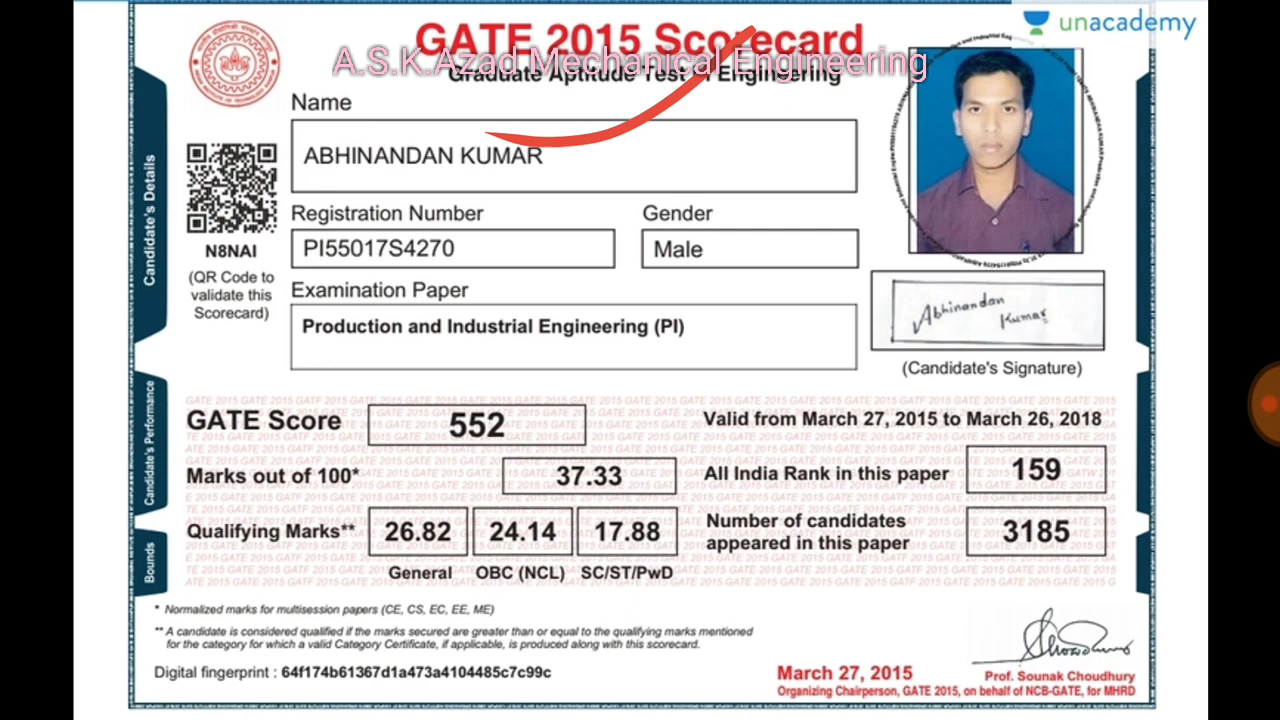 unacademy
GATE 2015 Scorecard
A.S.K.Azad Mechanical Engineering
Graduate Aptitude Test in Engineering
Name
ABHINANDAN KUMAR
Registration Number
Gender
PI55017S4270
Male
N8NAI
(QR Code to
validate this
Scorecard)
Examination Paper
Production and Industrial Engineering (PI)
Abhinandan
Kumar
(Candidate's Signature)
Candidate's Details
Candidate's Performance
Bounds
GATE Score
552
Valid from March 27, 2015 to March 26, 2018
Marks out of 100*
37.33
All India Rank in this paper
159
Qualifying Marks**
26.82
24.14
17.88
Number of candidates
appeared in this paper
3185
General
OBC (NCL)
SC/ST/PwD
* Normalized marks for multisession papers (CE, CS, EC, EE, ME)
** A candidate is considered qualified if the marks secured are greater than or equal to the qualifying marks mentioned
for the category for which a valid Category Certificate, if applicable, is produced along with this scorecard.
Digital fingerprint : 64f174b61367d1a473a4104485c7c99c
March 27, 2015
Prof. Sounak Choudhury
Organizing Chairperson, GATE 2015, on behalf of NCB-GATE, for MHRD